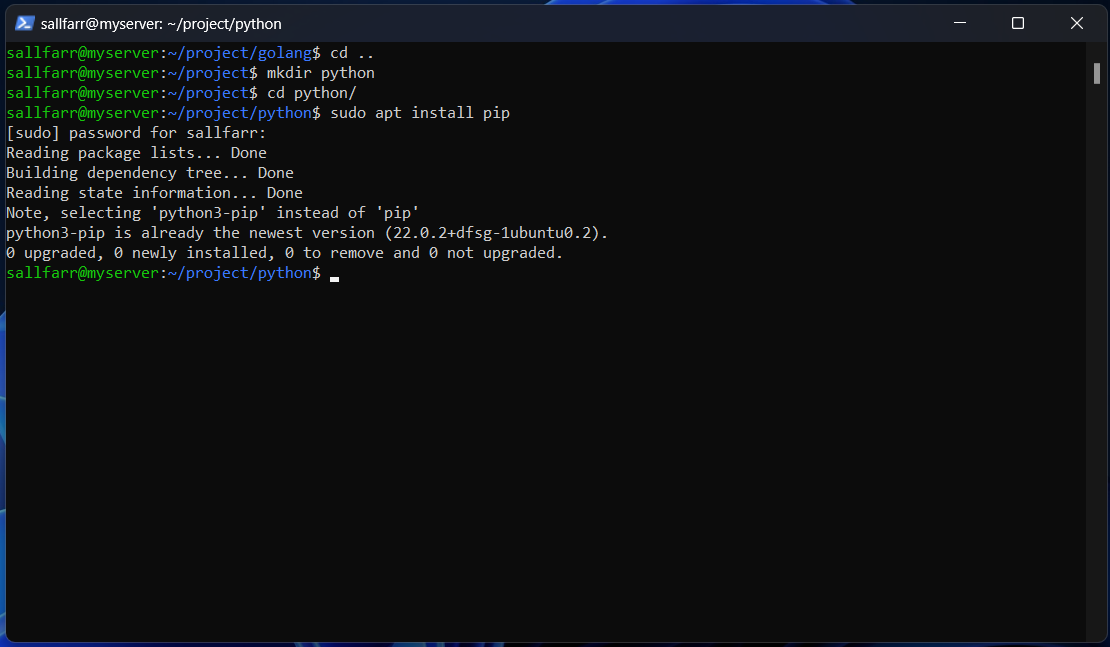 sallfarr@myserver: ~/project/python
sallfarr@myserver:~/project/golang$ cd ..
sallfarr@myserver:~/project$ mkdir python
sallfarr@myserver:~/project$ cd python/
sallfarr@myserver:~/project/python$ sudo apt install pip
[sudo] password for sallfarr:
Reading package lists... Done
Building dependency tree... Done
Reading state information... Done
Note, selecting 'python3-pip' instead of 'pip'
python3-pip is already the newest version (22.0.2+dfsg-1ubuntu0.2).
0 upgraded, 0 newly installed, 0 to remove and 0 not upgraded.
sallfarr@myserver:~/project/python$